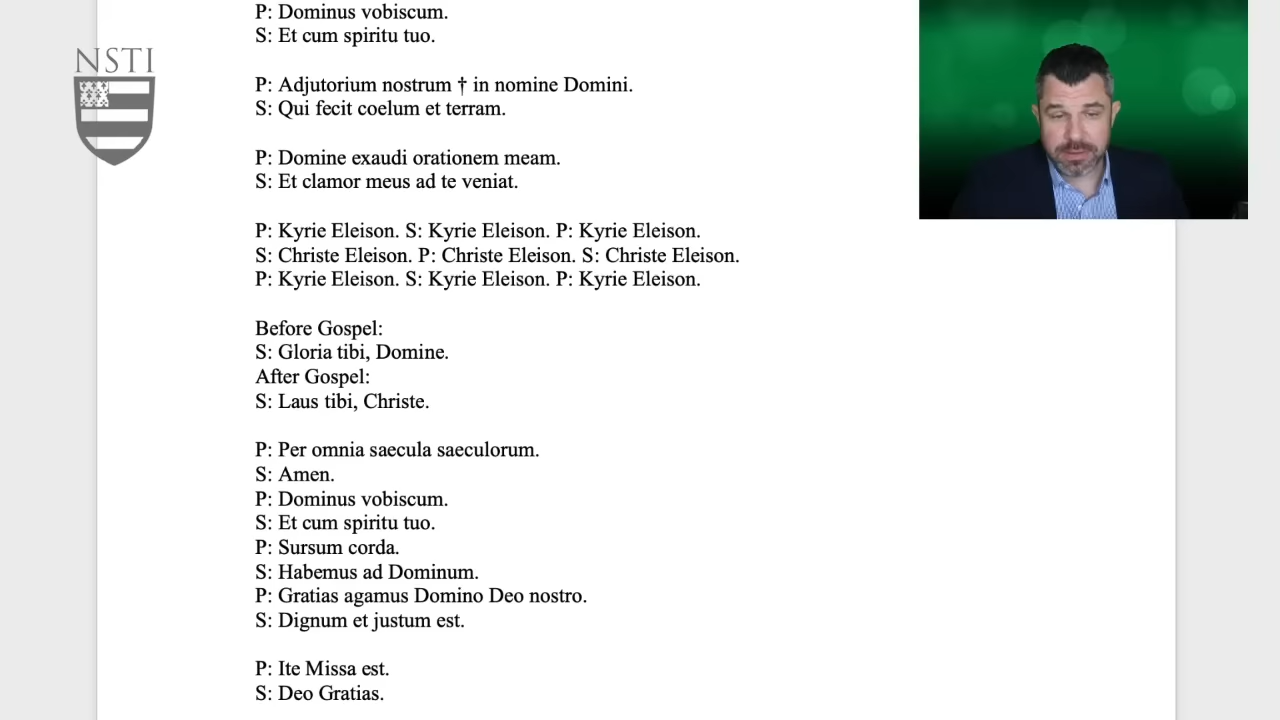 P: Dominus vobiscum.
S: Et cum spiritu tuo.
NSTI
P: Adjutorium nostrum † in nomine Domini.
S: Qui fecit coelum et terram.
P: Domine exaudi orationem meam.
S: Et clamor meus ad te veniat.
P: Kyrie Eleison. S: Kyrie Eleison. P: Kyrie Eleison.
S: Christe Eleison. P: Christe Eleison. S: Christe Eleison.
P: Kyrie Eleison. S: Kyrie Eleison. P: Kyrie Eleison.
Before Gospel:
S: Gloria tibi, Domine.
After Gospel:
S: Laus tibi, Christe.
P: Per omnia saecula saeculorum.
S: Amen.
P: Dominus vobiscum.
S: Et cum spiritu tuo.
P: Sursum corda.
S: Habemus ad Dominum.
P: Gratias agamus Domino Deo nostro.
S: Dignum et justum est.
P: Ite Missa est.
S: Deo Gratias.